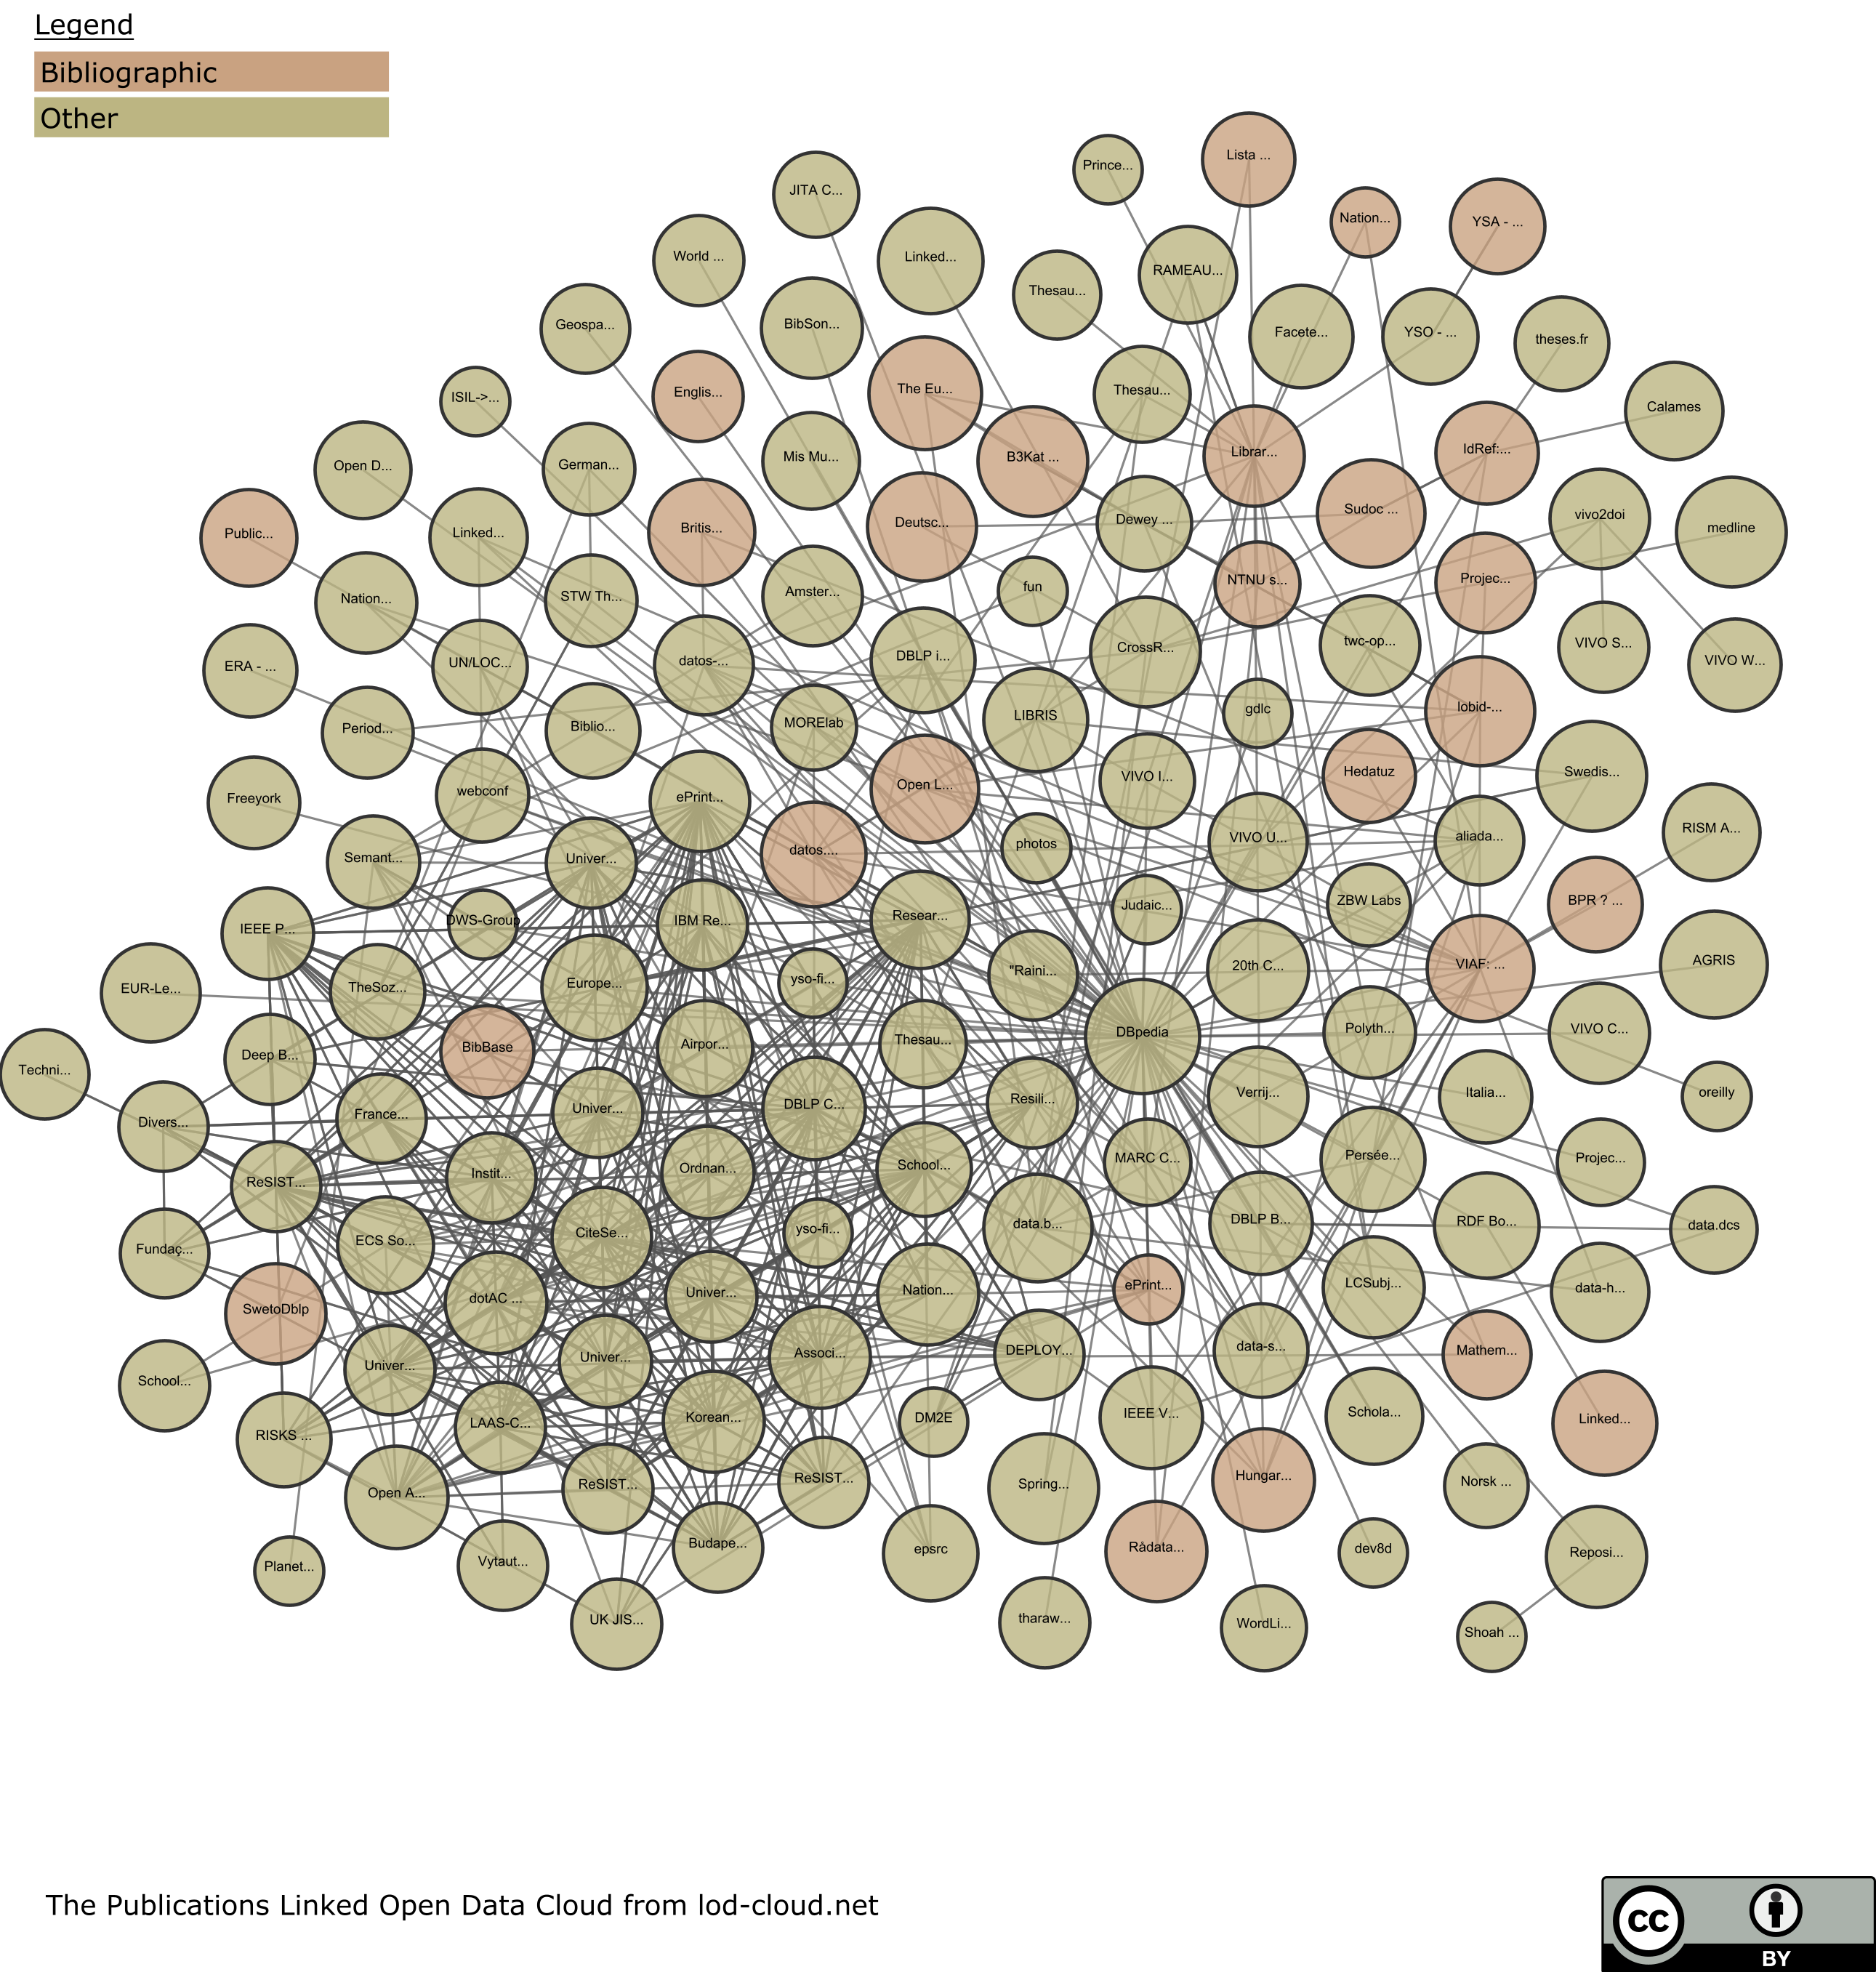 Legend
Bibliographic
Other
Prince...
Lista ...
JITA C...
Nation...
YSA - ...
World ...
Linked...
RAMEAU...
Thesau...
Geospa...
BibSon...
Facete...
YSO - ...
theses.fr
Englis...
The Eu...
Thesau...
ISIL->...
Calames
Open D...
German...
Mis Mu...
B3Kat ...
Librar...
IdRef:...
Public...
Linked...
Britis...
Deutsc...
Dewey ...
Sudoc ...
vivo2doi
medline
Nation...
STW Th...
Amster...
fun
NTNU s...
Projec...
ERA - ...
UN/LOC...
datos-...
DBLP i...
CrossR...
twc-op...
VIVO S...
VIVO W...
Period...
Biblio...
MORElab
LIBRIS
gdlc
lobid-...
Freeyork
webconf
ePrint...
Open L...
VIVO I...
Hedatuz
Swedis...
Semant...
Univer...
datos....
photos
VIVO U...
aliada...
RISM A...
IEEE P...
DWS-Group
IBM Re...
Resear...
Judaic...
ZBW Labs
BPR ? ...
EUR-Le...
TheSoz...
Europe...
yso-fi...
"Raini...
20th C...
VIAF: ...
AGRIS
Techni...
Deep B...
BibBase
Airpor...
Thesau...
DBpedia
Polyth...
VIVO C...
Divers...
France...
Univer...
DBLP C...
Resili...
Verrij...
Italia...
oreilly
ReSIST...
Instit...
Ordnan...
School...
MARC C...
Persée...
Projec...
Fundaç...
ECS So...
CiteSe...
yso-fi...
data.b...
DBLP B...
RDF Bo...
data.dcs
SwetoDblp
dotAC ...
Univer...
Nation...
ePrint...
LCSubj...
data-h...
School...
Univer...
Univer...
Associ...
DEPLOY...
data-s...
Mathem...
RISKS ...
LAAS-C...
Korean...
DM2E
IEEE V...
Schola...
Linked...
Open A...
ReSIST...
ReSIST...
Spring...
Hungar...
Norsk ...
Planet...
Vytaut...
Budape...
epsrc
Rådata...
dev8d
Reposi...
UK JIS...
tharaw...
WordLi...
Shoah ...
The Publications Linked Open Data Cloud from lod-cloud.net
cc
BY